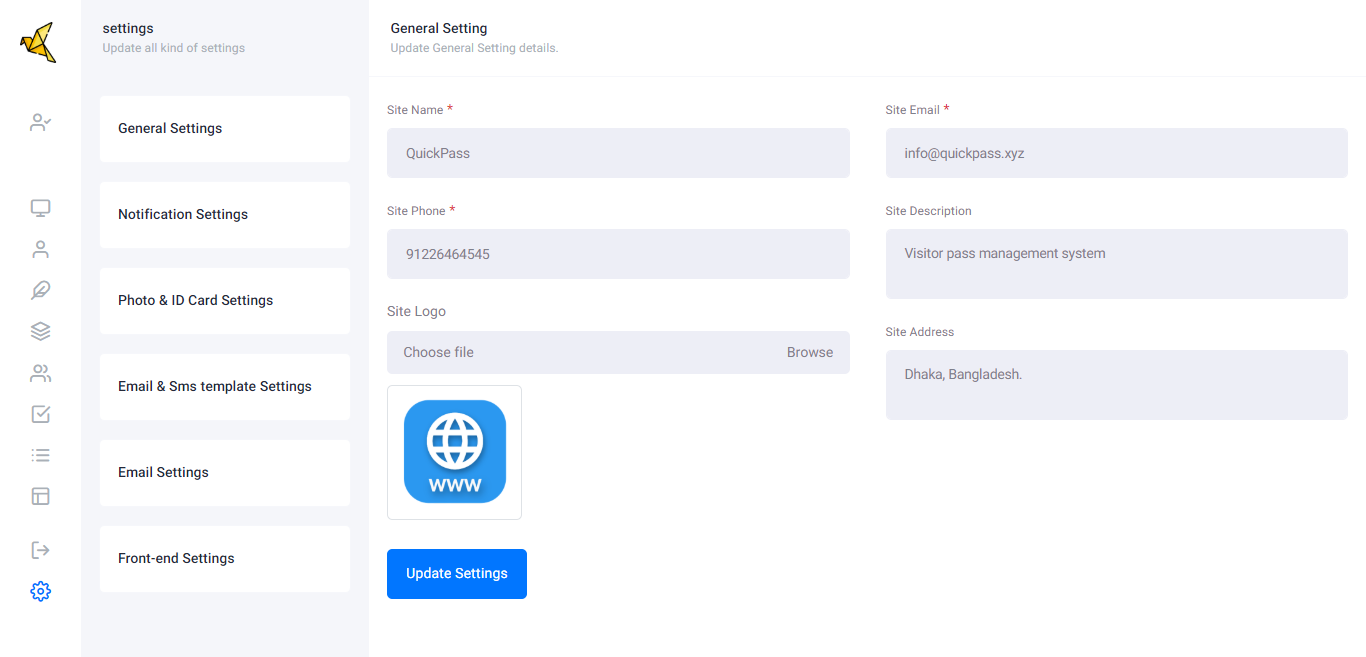 settings
Update all kind of settings
General Settings
Notification Settings
Photo & ID Card Settings
Email & Sms template Settings
Email Settings
Front-end Settings
General Setting
Update General Setting details.
Site Name *
QuickPass
Site Email *
info@quickpass.xyz
Site Phone *
91226464545
Site Description
Visitor pass management system
Site Logo
Choose file Browse
WWW
Site Address
Dhaka, Bangladesh.
Update Settings